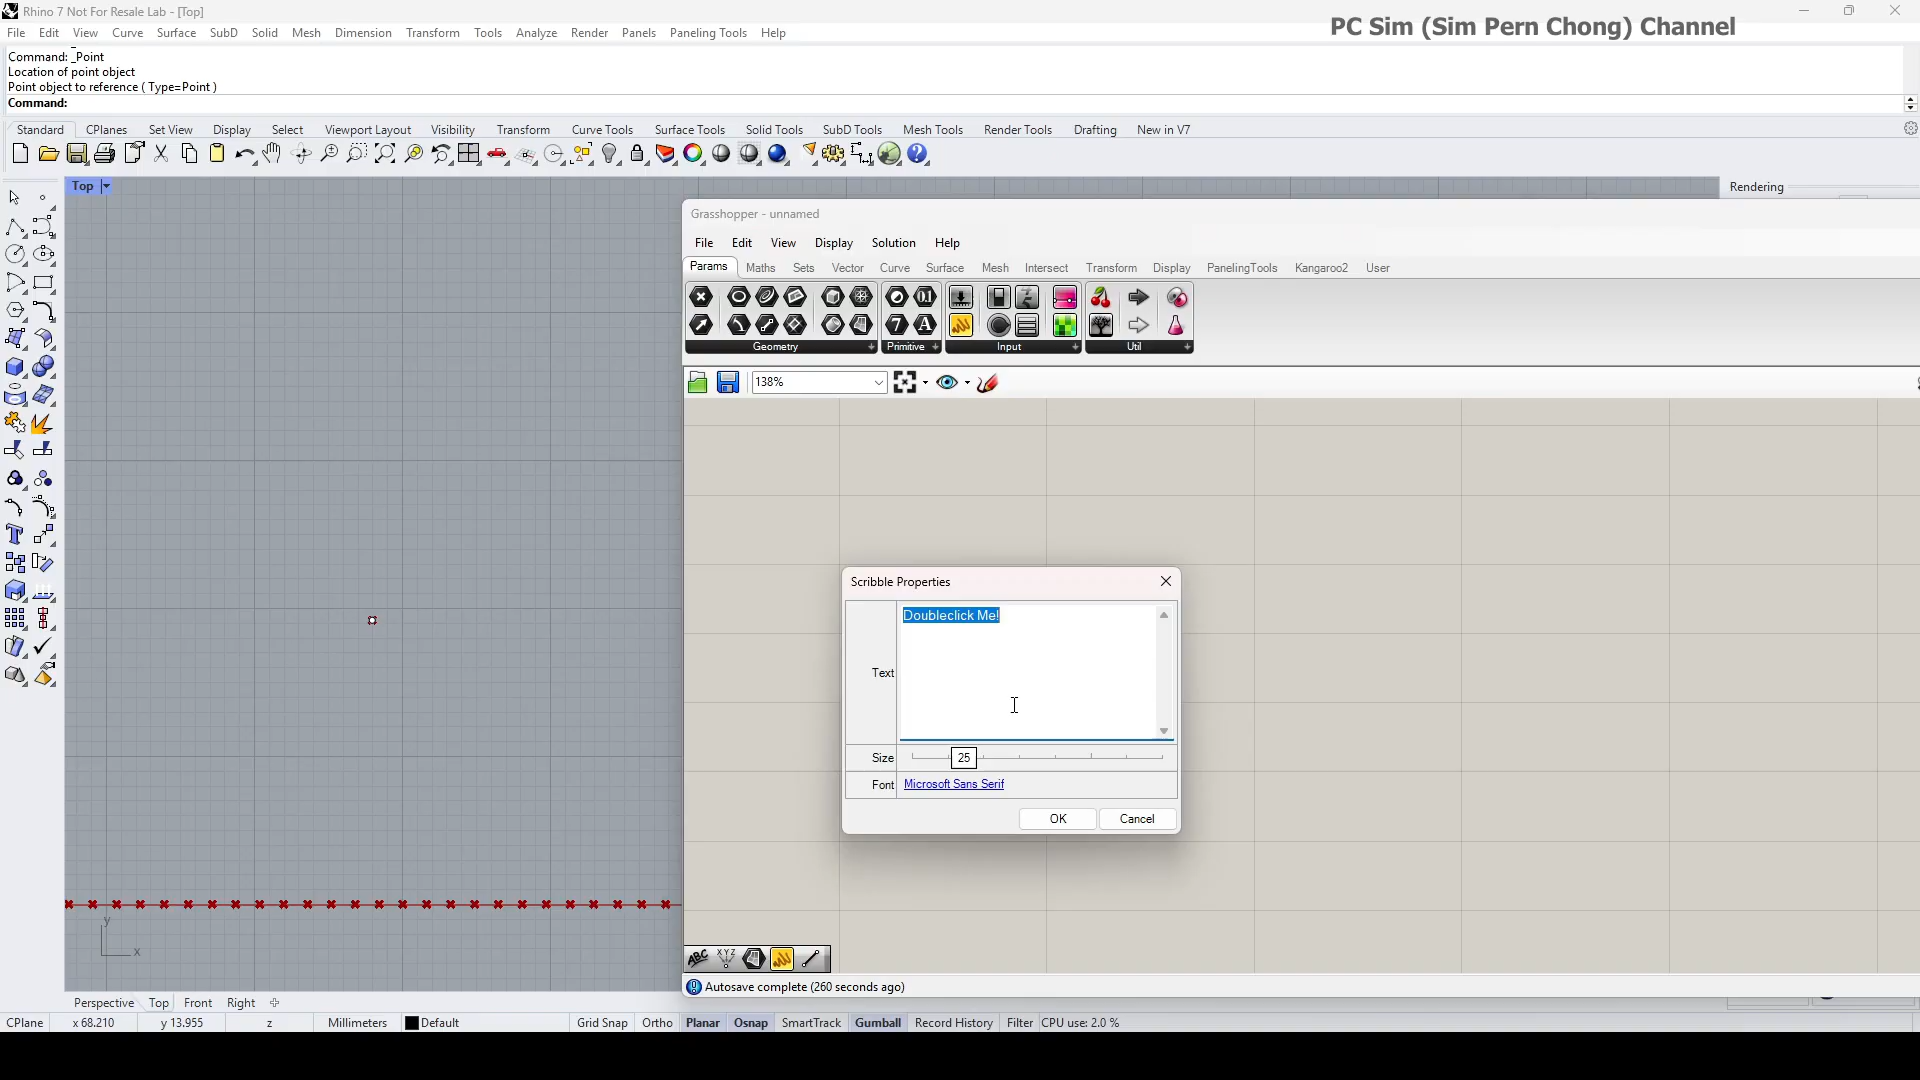 Rhino 7 Not For Resale Lab - [Top]
PC Sim (Sim Pern Chong) Channel
File Edit View Curve Surface SubD Solid Mesh Dimension Transform Tools Analyze Render Panels Paneling Tools Help
Command: _Point
Location of point object
Point object to reference ( Type=Point )
Command:
Standard CPlanes Set View Display Select Viewport Layout Visibility Transform Curve Tools Surface Tools Solid Tools SubD Tools Mesh Tools Render Tools Drafting New in V7
Top
Rendering
Grasshopper - unnamed
File Edit View Display Solution Help
Params Maths Sets Vector Curve Surface Mesh Intersect Transform Display PanelingTools Kangaroo2 User
Geometry Primitive Input Util
138%
Scribble Properties
Doubleclick Me!
Text
Size 25
Font Microsoft Sans Serif
OK Cancel
y
x
ABC XYZ
Autosave complete (260 seconds ago)
Perspective Top Front Right
CPlane x 68.210 y 13.955 z Millimeters Default Grid Snap Ortho Planar Osnap SmartTrack Gumball Record History Filter CPU use: 2.0 %